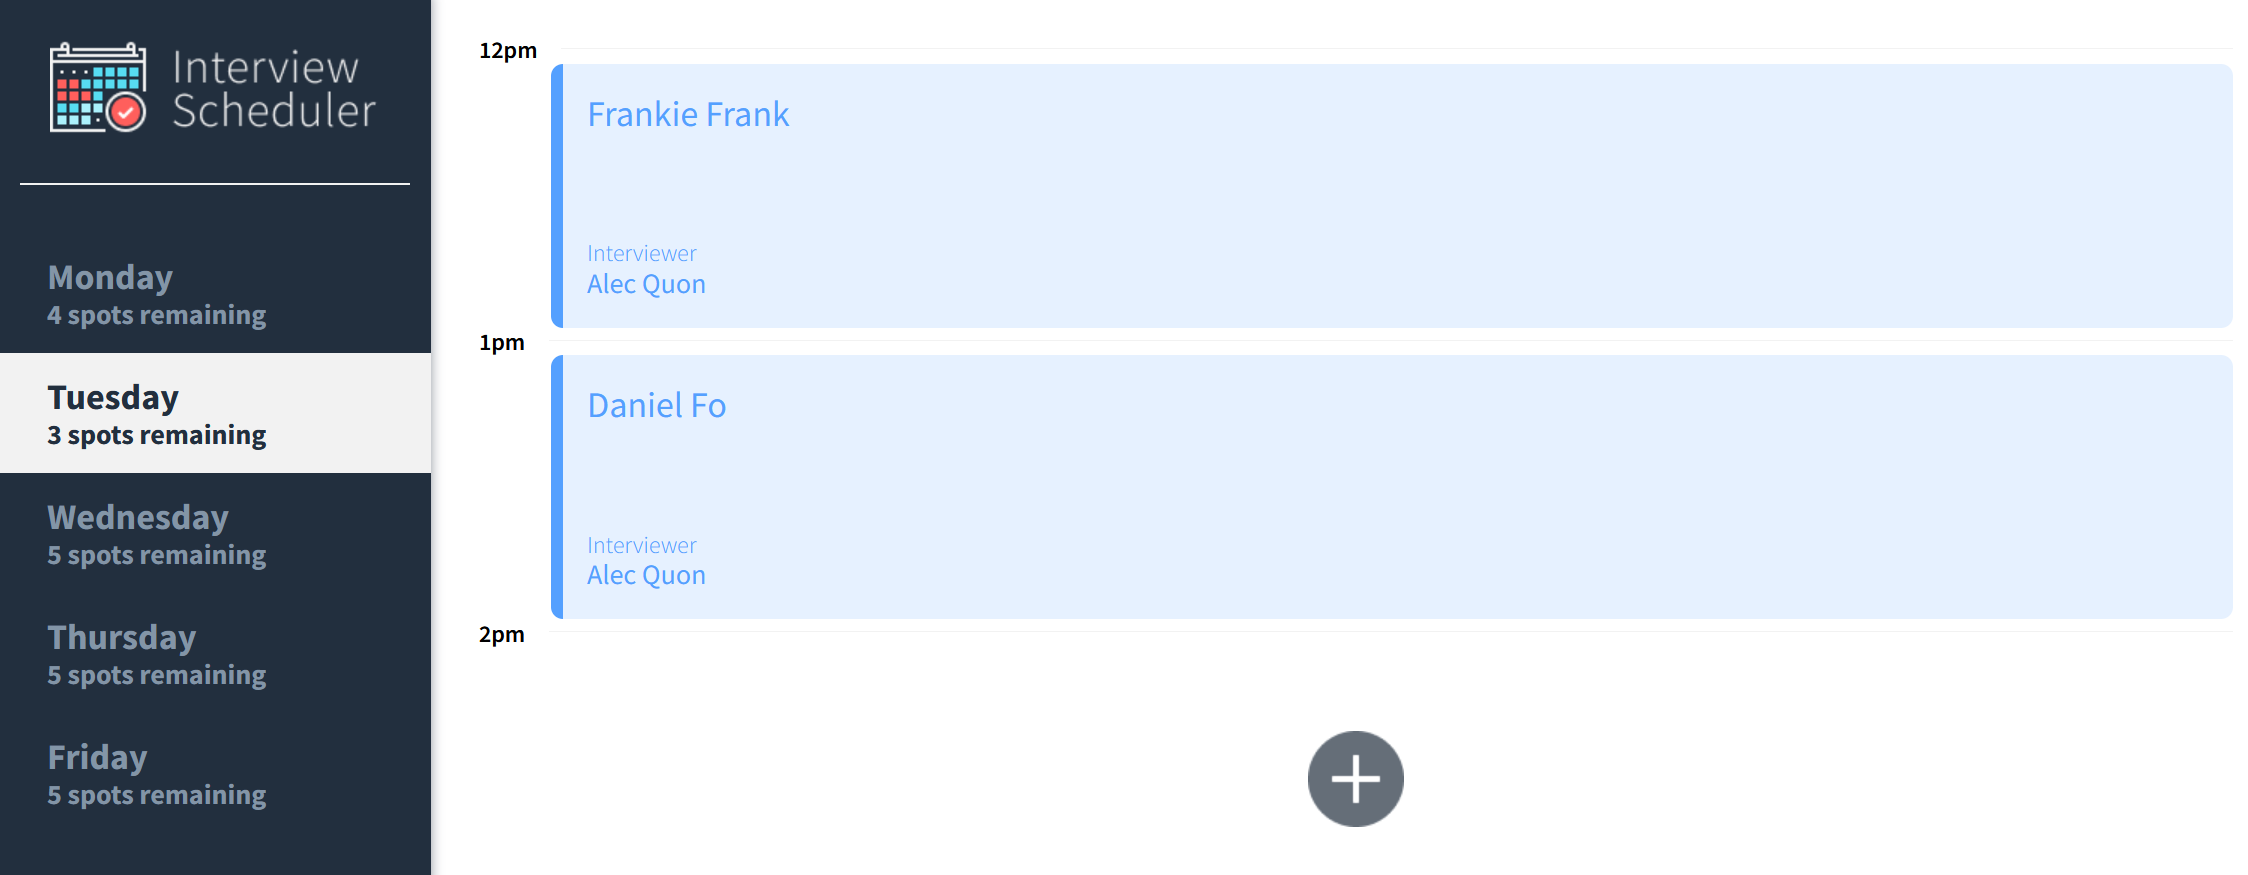 Interview
Scheduler
Monday
4 spots remaining
Tuesday
3 spots remaining
Wednesday
5 spots remaining
Thursday
5 spots remaining
Friday
5 spots remaining
12pm
Frankie Frank
Interviewer
Alec Quon
1pm
Daniel Fo
Interviewer
Alec Quon
2pm